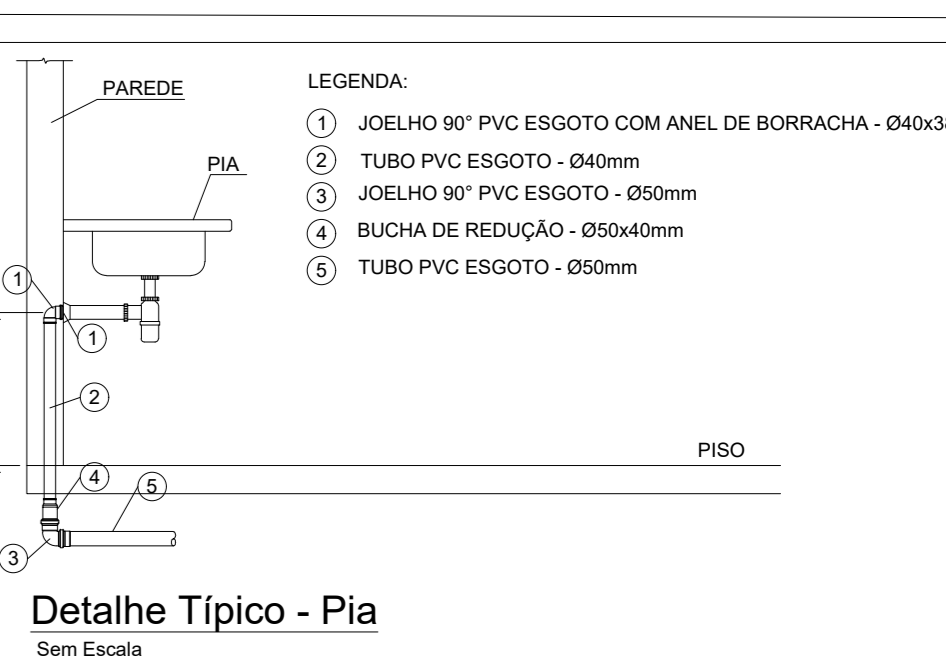 PAREDE
PIA
LEGENDA:
1 JOELHO 90° PVC ESGOTO COM ANEL DE BORRACHA - Ø40x38
2 TUBO PVC ESGOTO - Ø40mm
3 JOELHO 90° PVC ESGOTO - Ø50mm
4 BUCHA DE REDUÇÃO - Ø50x40mm
5 TUBO PVC ESGOTO - Ø50mm
1
1
2
PISO
4
5
3
Detalhe Típico - Pia
Sem Escala